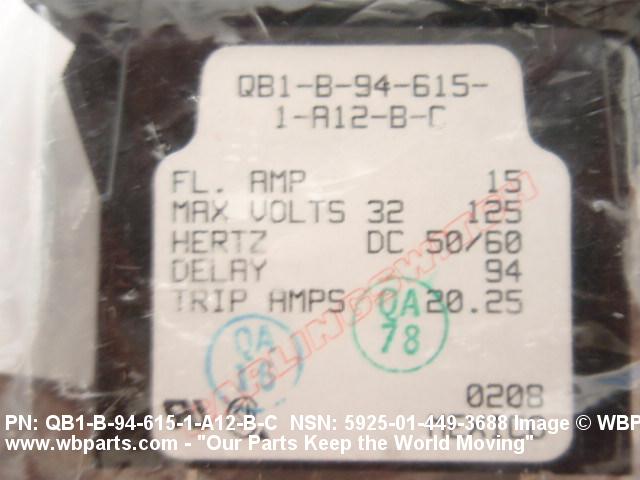 QB1-B-94-615-
1-A12-B-C
FL. AMP 15
MAX VOLTS 32 125
HERTZ DC 50/60
DELAY 94
TRIP AMPS 20.25
QA
78
QA
CARLINGSWITCH
0208
MEXICO
PN: QB1-B-94-615-1-A12-B-C NSN: 5925-01-449-3688 Image © WBP
www.wbparts.com - "Our Parts Keep the World Moving"